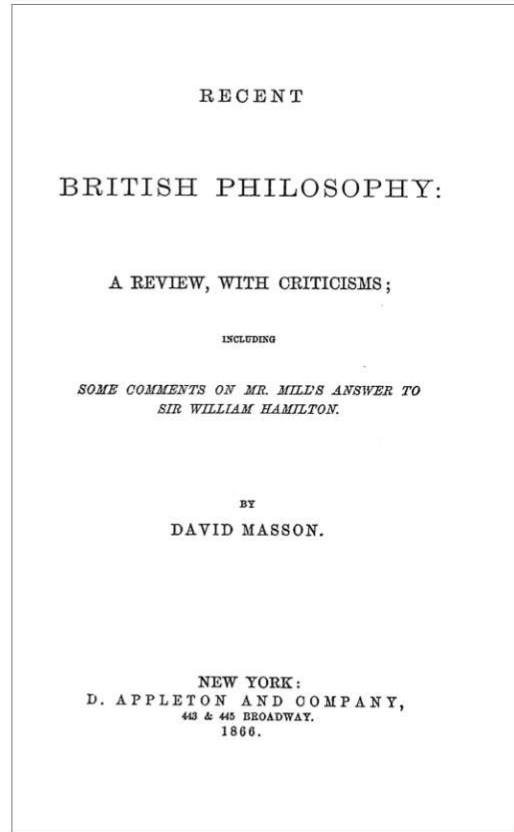 RECENT
BRITISH PHILOSOPHY:
A REVIEW, WITH CRITICISMS;
INCLUDING
SOME COMMENTS ON MR. MILL'S ANSWER TO
SIR WILLIAM HAMILTON.
BY
DAVID MASSON.
NEW YORK:
D. APPLETON AND COMPANY,
443 & 445 BROADWAY.
1866.